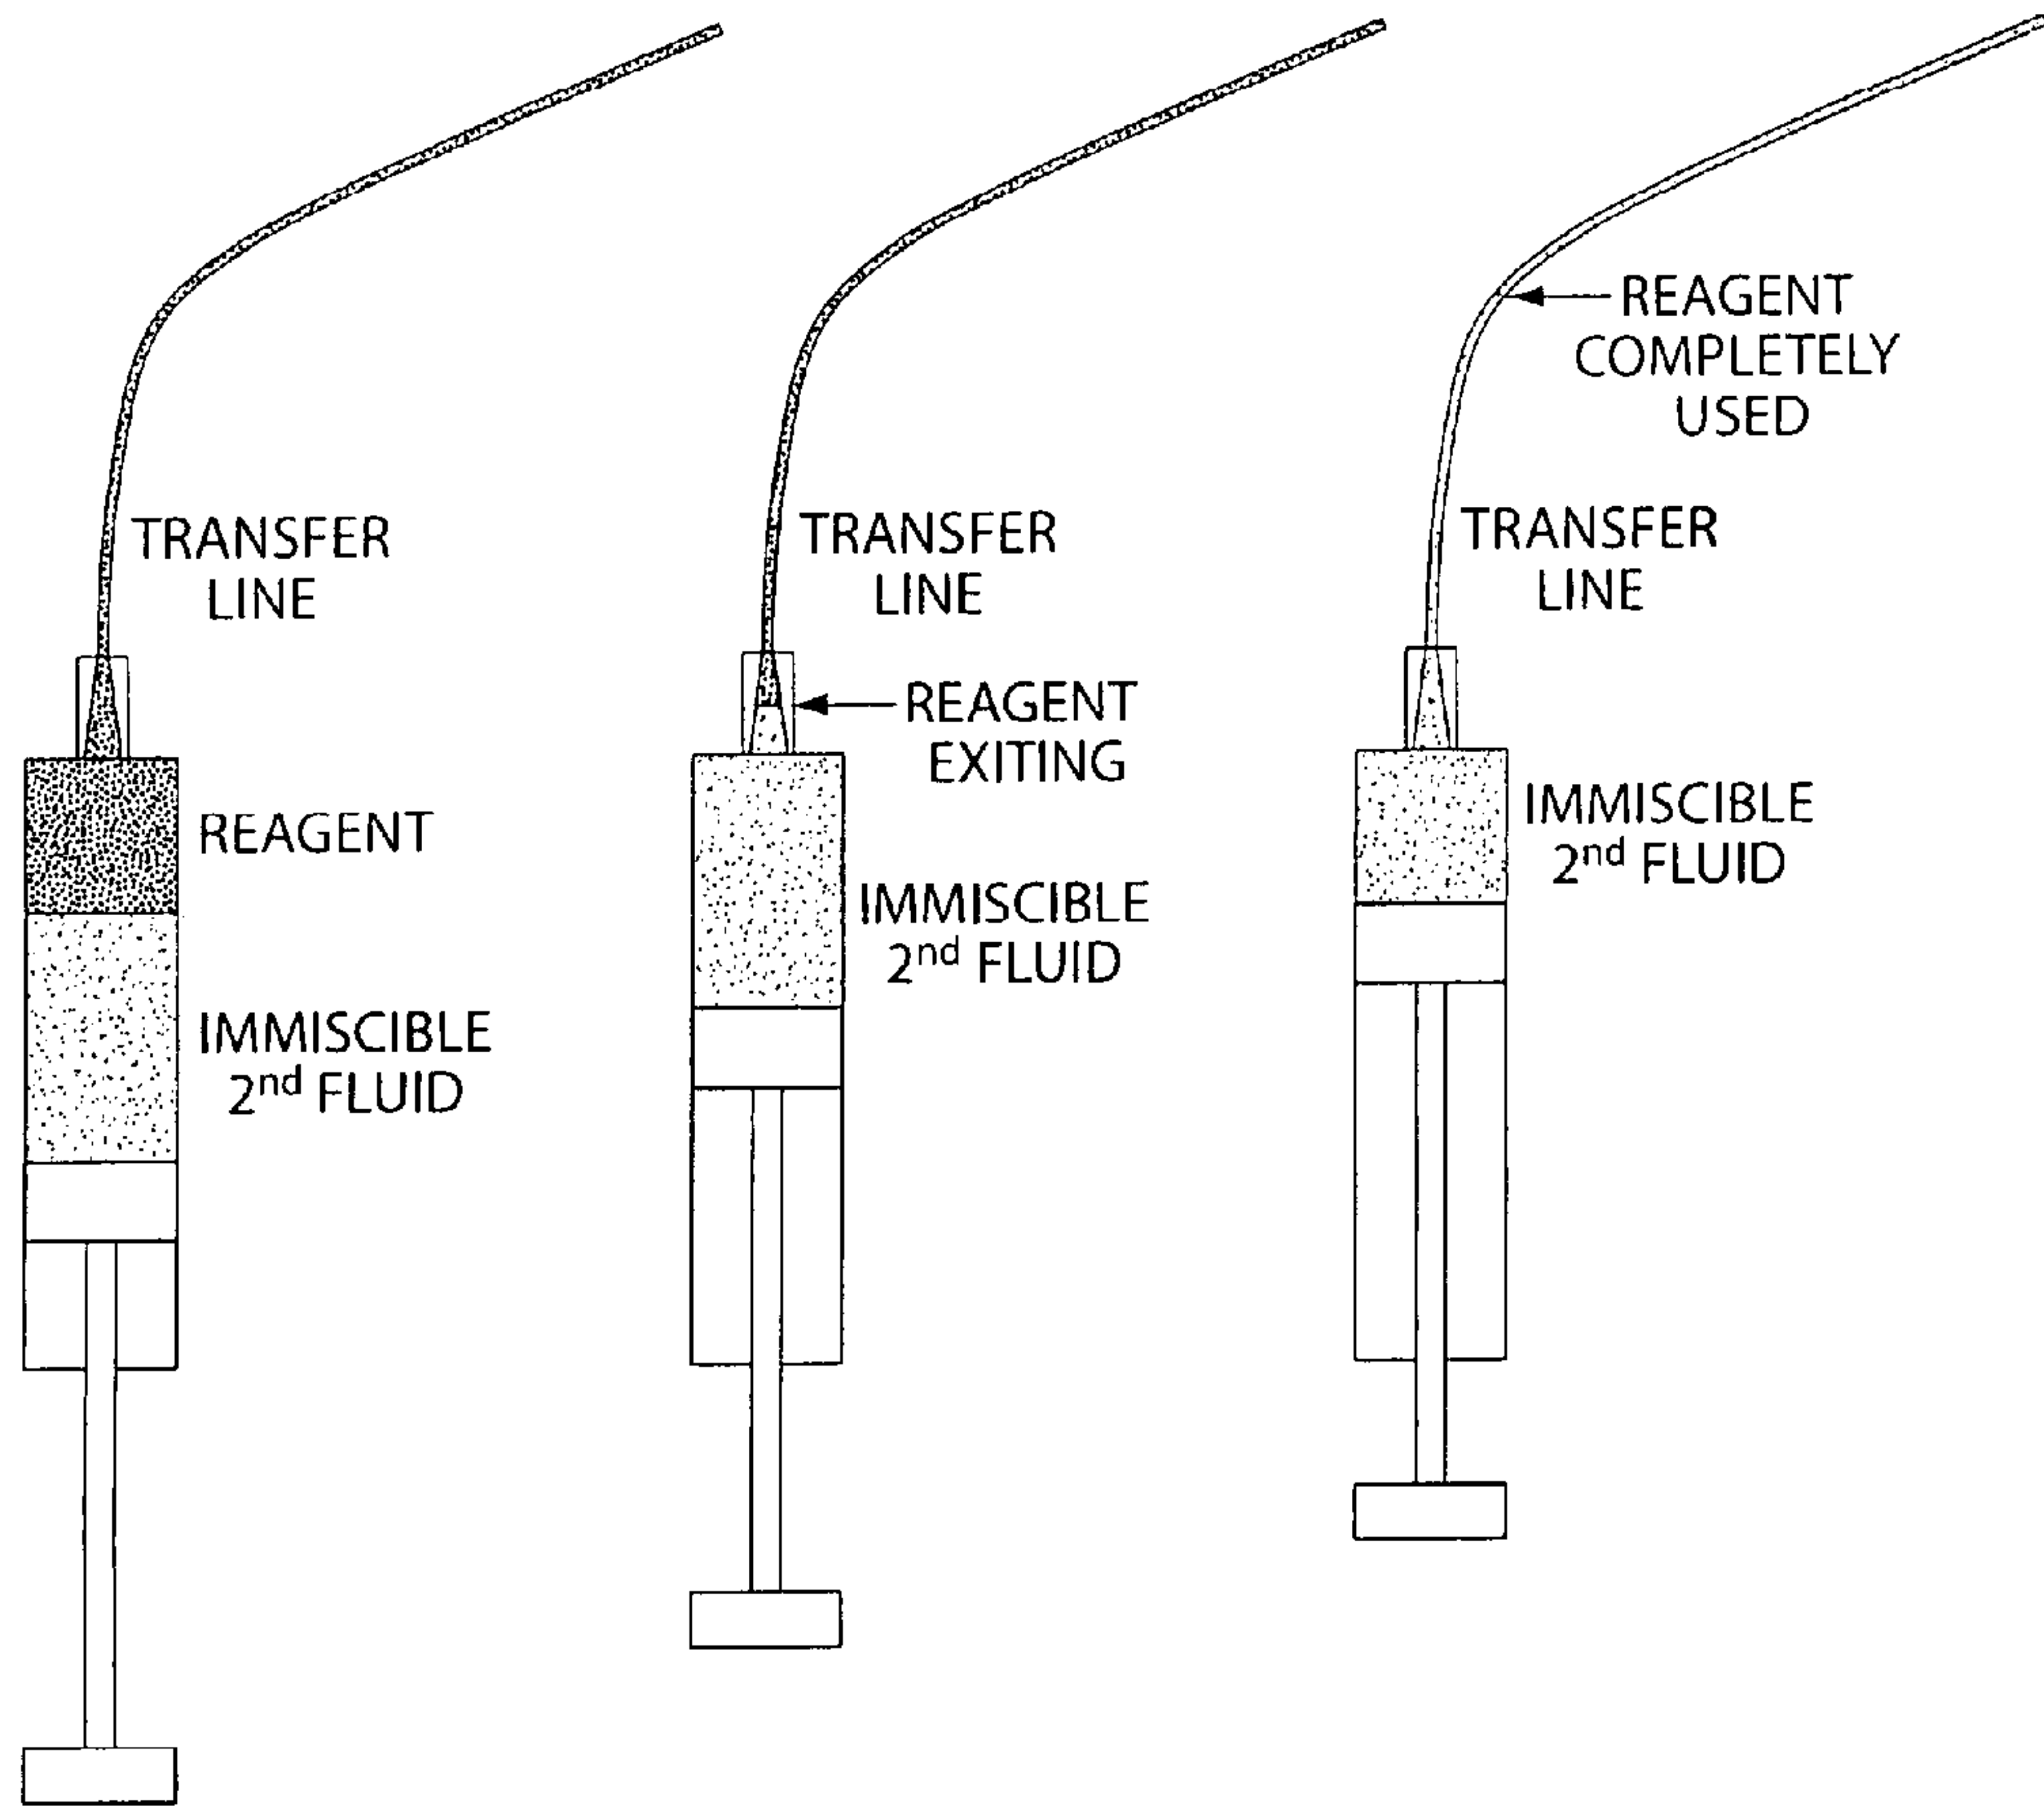 TRANSFER
LINE
REAGENT
IMMISCIBLE
2nd FLUID
TRANSFER
LINE
REAGENT
EXITING
IMMISCIBLE
2nd FLUID
REAGENT
COMPLETELY
USED
TRANSFER
LINE
IMMISCIBLE
2nd FLUID